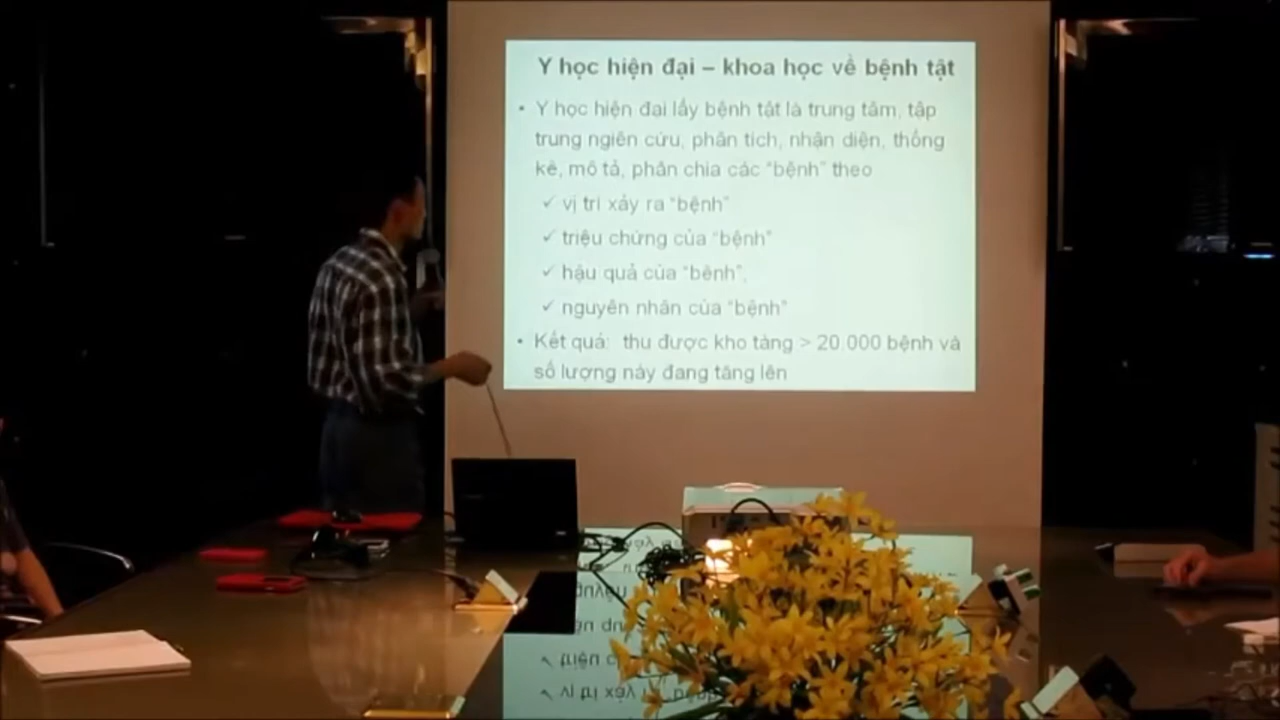 Y học hiện đại – khoa học về bệnh tật
• Y học hiện đại lấy bệnh tật là trung tâm, tập
trung ngiên cứu, phân tích, nhận diện, thống
kê, mô tả, phân chia các “bệnh” theo
✓ vị trí xảy ra “bệnh”
✓ triệu chứng của “bệnh”
✓ hậu quả của “bệnh”,
✓ nguyên nhân của “bệnh”
• Kết quả: thu được kho tàng > 20.000 bệnh và
số lượng này đang tăng lên